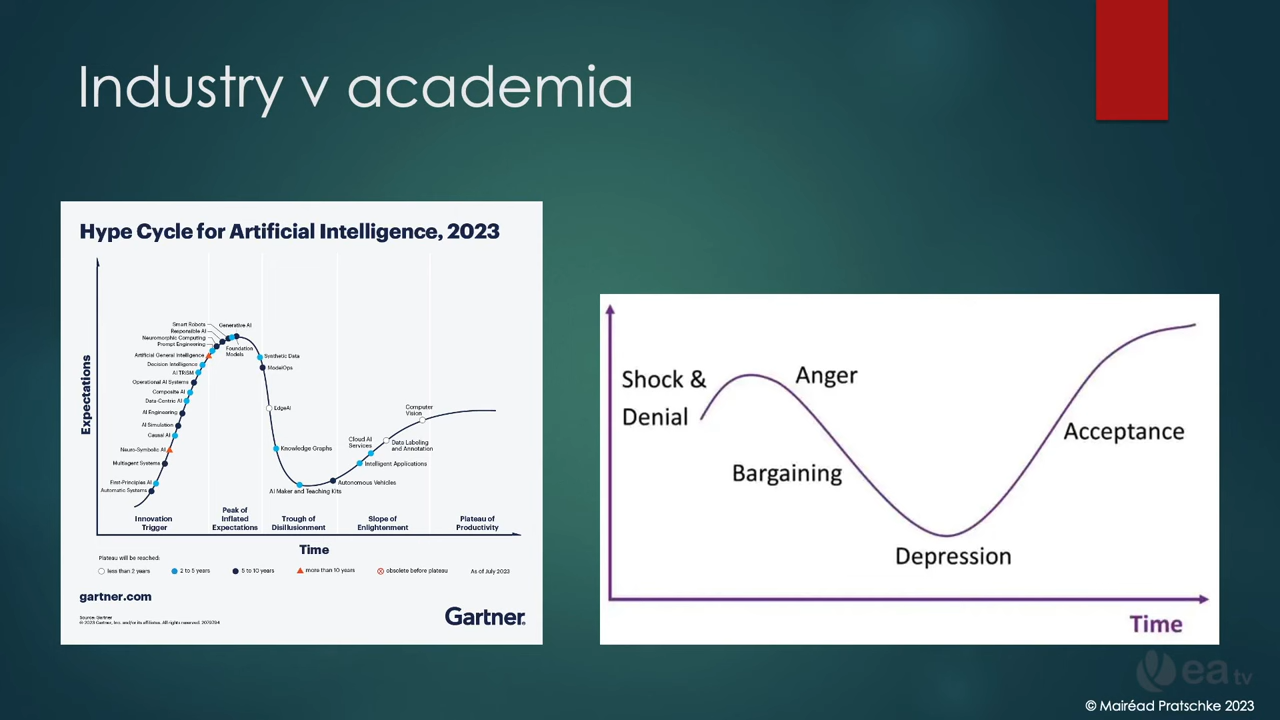 Industry v academia
Hype Cycle for Artificial Intelligence, 2023
Expectations
Smart Robots
Responsible AI
Neuromorphic Computing
Prompt Engineering
Artificial General Intelligence
Decision Intelligence
AI TRiSM
Operational AI Systems
Composite AI
Data-Centric AI
AI Engineering
AI Simulation
Causal AI
Neuro-Symbolic AI
Multiagent Systems
First-Principles AI
Automatic Systems
Generative AI
Foundation
Models
Synthetic Data
ModelOps
EdgeAI
Knowledge Graphs
AI Maker and Teaching Kits
Autonomous Vehicles
Intelligent Applications
Cloud AI
Services
Data Labeling
and Annotation
Computer
Vision
Innovation
Trigger
Peak of
Inflated
Expectations
Trough of
Disillusionment
Slope of
Enlightenment
Plateau of
Productivity
Time
Plateau will be reached:
less than 2 years
2 to 5 years
5 to 10 years
more than 10 years
obsolete before plateau
As of July 2023
gartner.com
Source: Gartner
© 2023 Gartner, Inc. and/or its affiliates. All rights reserved.
Gartner
Shock &
Denial
Anger
Bargaining
Depression
Acceptance
Time
ea tv
© Mairéad Pratschke 2023